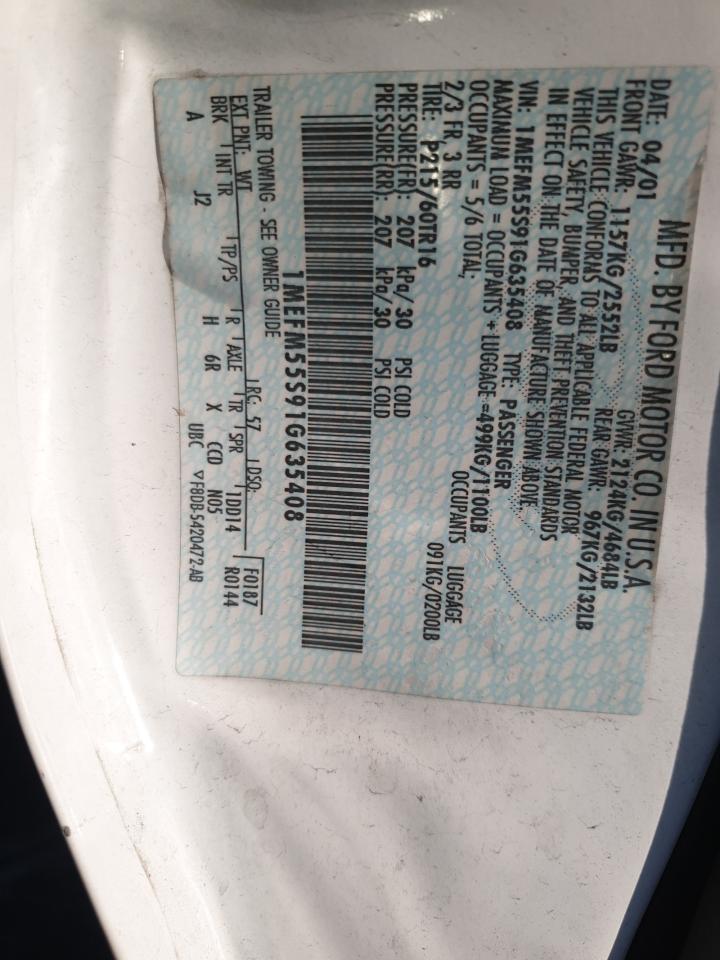 MFD. BY FORD MOTOR CO. IN U.S.A.
DATE: 04/01 GVWR: 2124KG/4684LB
FRONT GAWR: 1157KG/2552LB REAR GAWR: 967KG/2132LB
THIS VEHICLE CONFORMS TO ALL APPLICABLE FEDERAL MOTOR
VEHICLE SAFETY, BUMPER, AND THEFT PREVENTION STANDARDS
IN EFFECT ON THE DATE OF MANUFACTURE SHOWN ABOVE.
VIN: 1MEFM55S91G635408 TYPE: PASSENGER
MAXIMUM LOAD = OCCUPANTS + LUGGAGE =499KG/1100LB
OCCUPANTS = 5/6 TOTAL, OCCUPANTS LUGGAGE
2/3 FR 3 RR 091KG/0200LB
TIRE: P215/60TR16
PRESSURE(FR): 207 kPa/ 30 PSI COLD
PRESSURE(RR): 207 kPa/ 30 PSI COLD
1MEFM55S91G635408
TRAILER TOWING - SEE OWNER GUIDE
EXT PNT: WT RC: 57 DSO: F0187
BRK INT TR TP/PS R AXLE TR SPR 1DD14 R0144
A J2 H 6R X CCD NO5
UBC ▽F8DB-5420472-AB